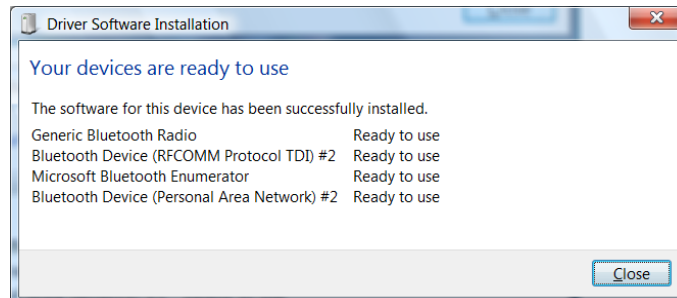 Driver Software Installation
Your devices are ready to use
The software for this device has been successfully installed.
Generic Bluetooth Radio Ready to use
Bluetooth Device (RFCOMM Protocol TDI) #2 Ready to use
Microsoft Bluetooth Enumerator Ready to use
Bluetooth Device (Personal Area Network) #2 Ready to use
Close